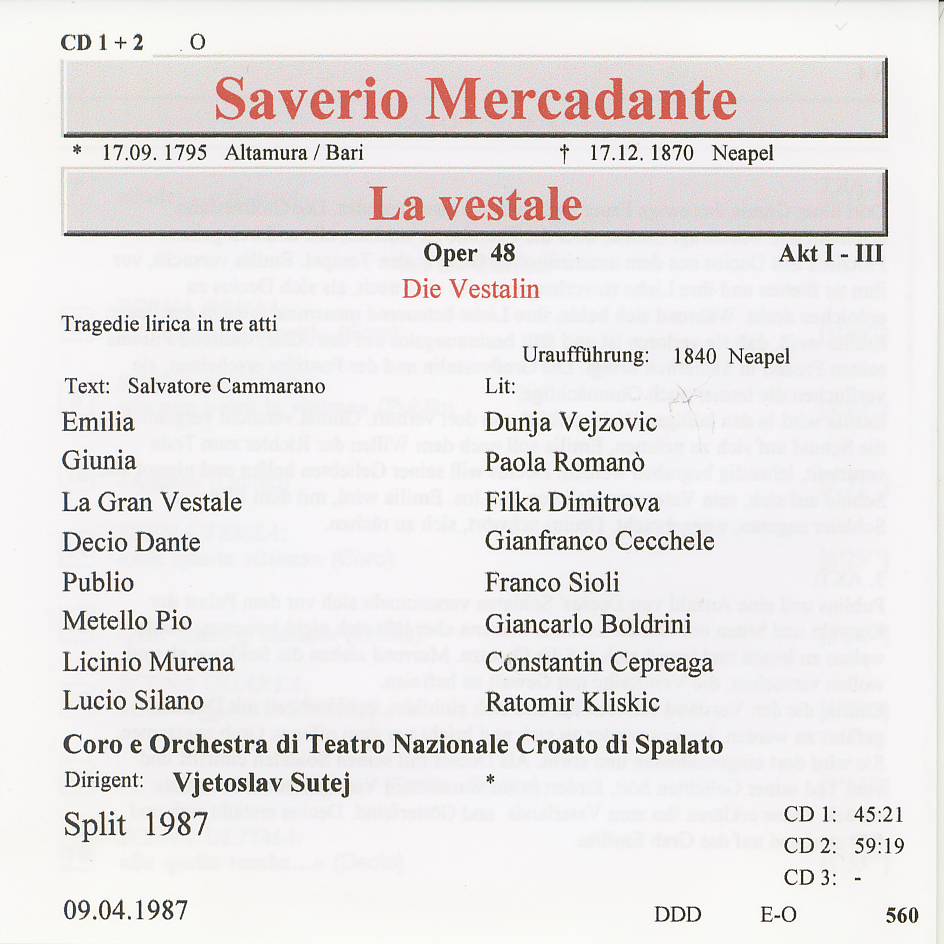 CD 1 + 2 . O
Saverio Mercadante
* 17.09. 1795 Altamura / Bari † 17.12. 1870 Neapel
La vestale
Oper 48 Akt I - III
Die Vestalin
Tragedie lirica in tre atti
Uraufführung: 1840 Neapel
Text: Salvatore Cammarano Lit:
Emilia Dunja Vejzovic
Giunia Paola Romanò
La Gran Vestale Filka Dimitrova
Decio Dante Gianfranco Cecchele
Publio Franco Sioli
Metello Pio Giancarlo Boldrini
Licinio Murena Constantin Cepreaga
Lucio Silano Ratomir Kliskic
Coro e Orchestra di Teatro Nazionale Croato di Spalato
Dirigent: Vjetoslav Sutej *
Split 1987
CD 1: 45:21
CD 2: 59:19
CD 3: -
09.04.1987 DDD E-O 560